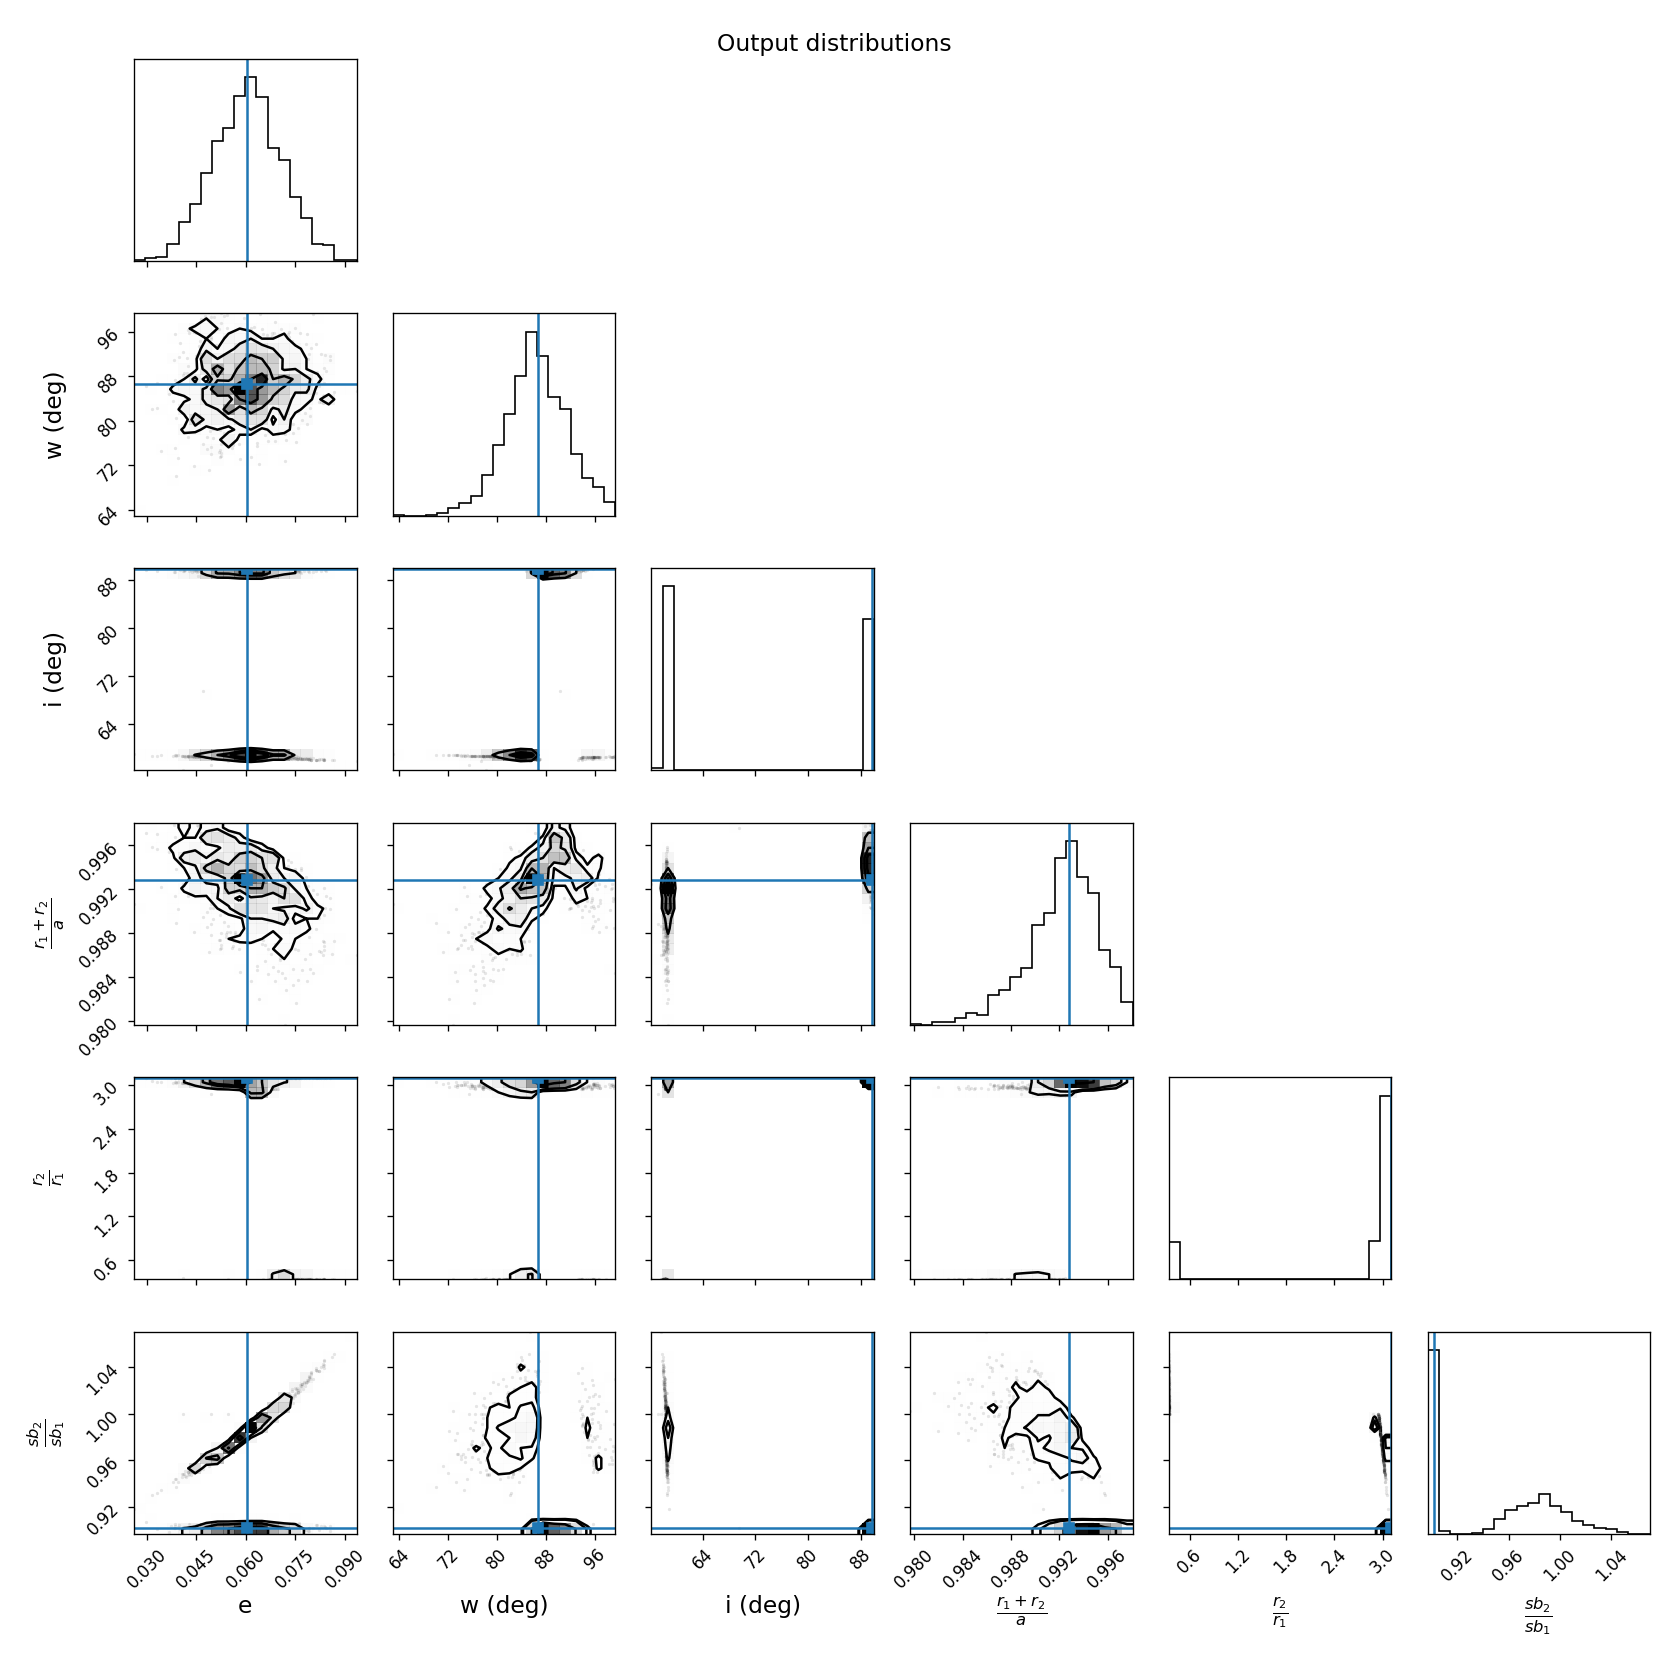 Output distributions
96
88
80
72
64
w (deg)
88
80
72
64
i (deg)
0.996
0.992
0.988
0.984
0.980
r1 + r2
a
3.0
2.4
1.8
1.2
0.6
r2
r1
1.04
1.00
0.96
0.92
sb2
sb1
0.030 0.045 0.060 0.075 0.090 64 72 80 88 96 64 72 80 88 0.980 0.984 0.988 0.992 0.996 0.6 1.2 1.8 2.4 3.0 0.92 0.96 1.00 1.04
e w (deg) i (deg)
r1 + r2
a
r2
r1
sb2
sb1